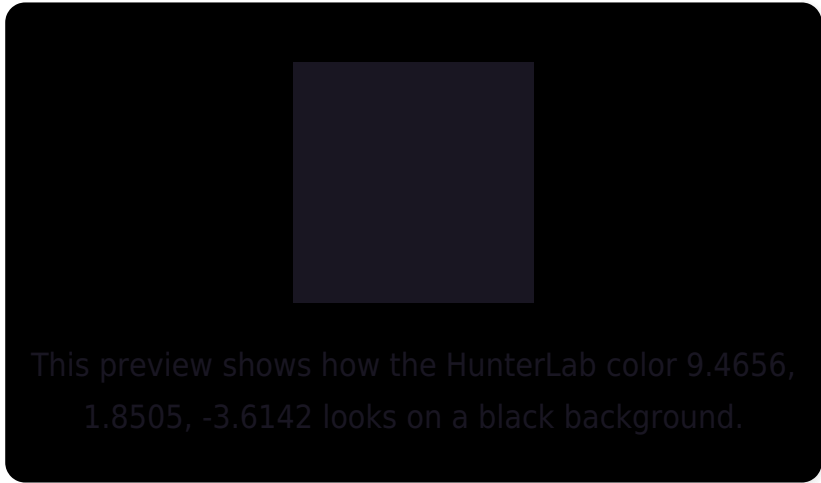 This preview shows how the HunterLab color 9.4656,
1.8505, -3.6142 looks on a black background.